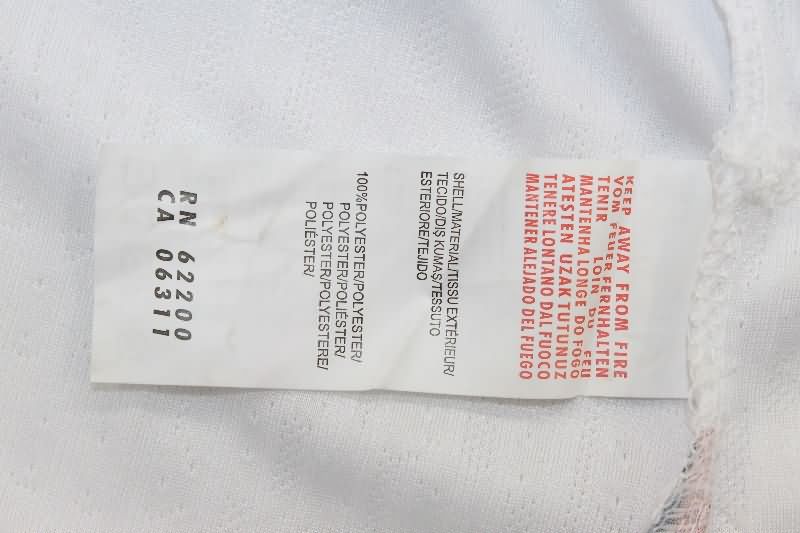 KEEP AWAY FROM FIRE
VOM FEUER FERNHALTEN
TENIR LOIN DU FEU
MANTENHA LONGE DO FOGO
ATEŞTEN UZAK TUTUNUZ
TENERE LONTANO DAL FUOCO
MANTENER ALEJADO DEL FUEGO
SHELL/MATERIAL/TISSU EXTÉRIEUR/
TECIDO/DIŞ KUMAŞ/TESSUTO
ESTERIORE/TEJIDO
100%POLYESTER/POLYESTER/
POLYESTER/POLIÉSTER/
POLYESTER/POLYESTERE/
POLIÉSTER/
RN 62200
CA 06311